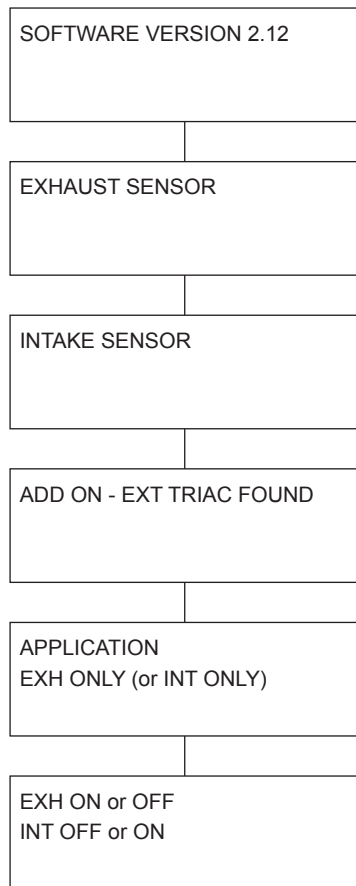 SOFTWARE VERSION 2.12
EXHAUST SENSOR
INTAKE SENSOR
ADD ON - EXT TRIAC FOUND
APPLICATION
EXH ONLY (or INT ONLY)
EXH ON or OFF
INT OFF or ON